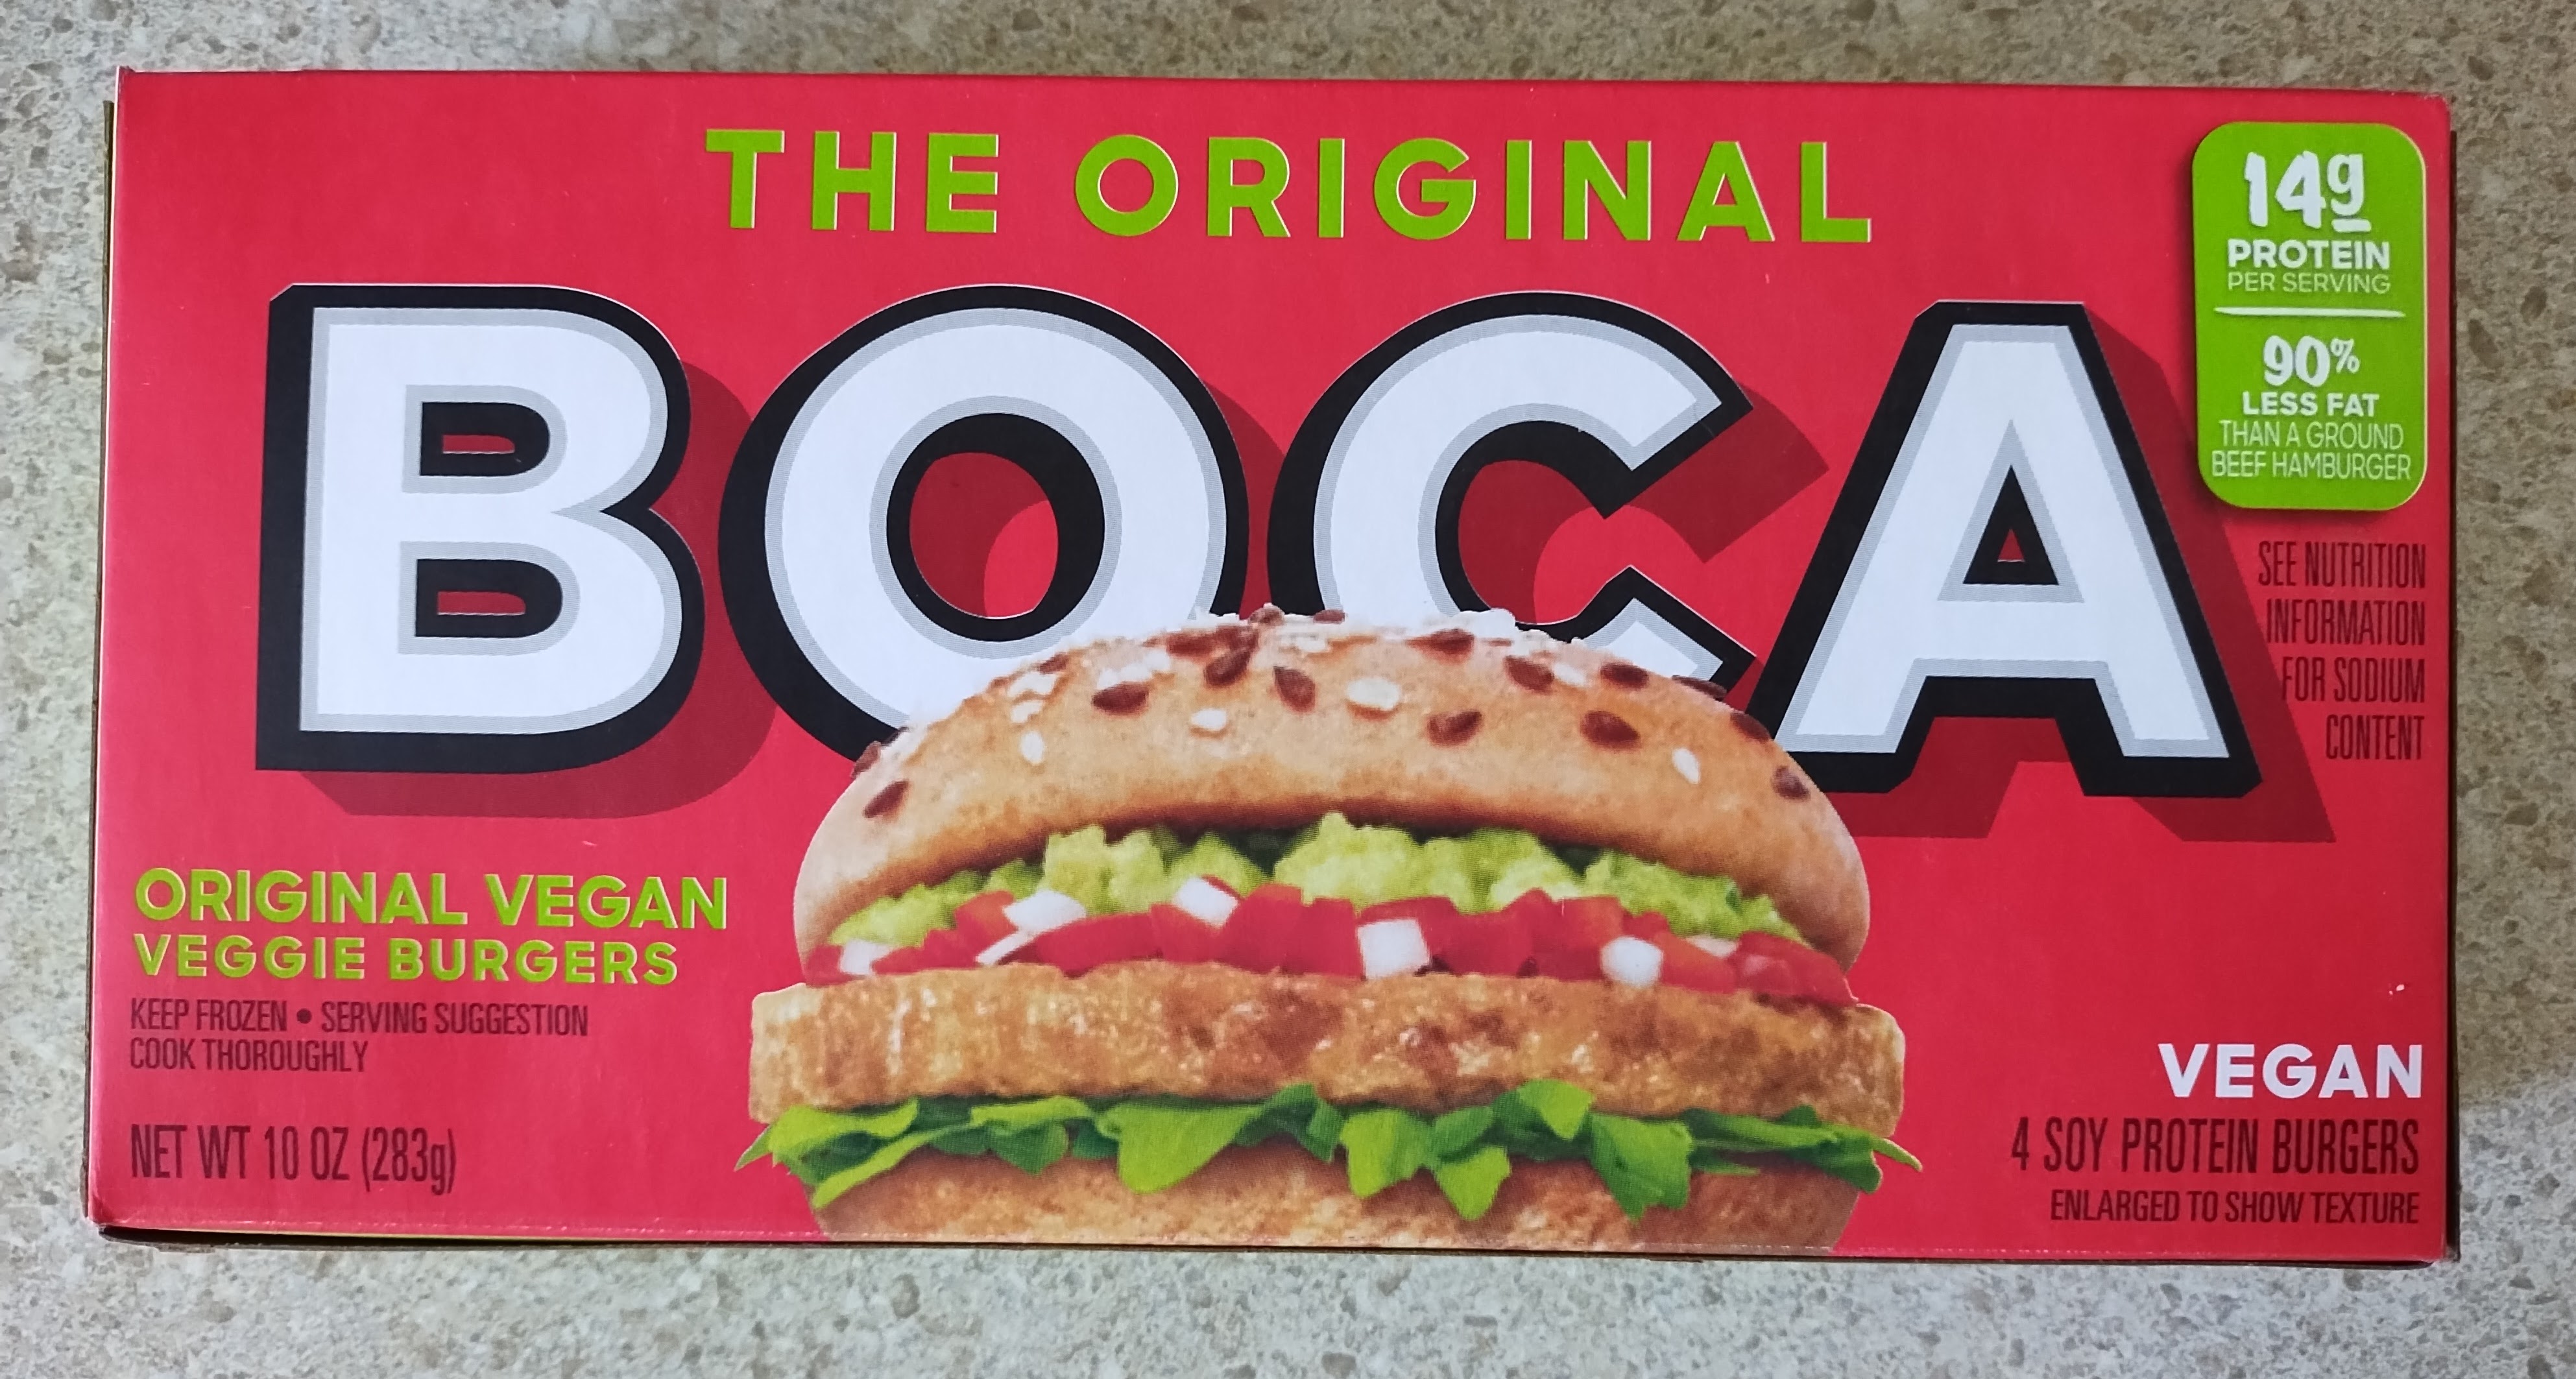 THE ORIGINAL
BOCA
14g
PROTEIN
PER SERVING
90%
LESS FAT
THAN A GROUND
BEEF HAMBURGER
SEE NUTRITION
INFORMATION
FOR SODIUM
CONTENT
ORIGINAL VEGAN
VEGGIE BURGERS
KEEP FROZEN • SERVING SUGGESTION
COOK THOROUGHLY
NET WT 10 OZ (283g)
VEGAN
4 SOY PROTEIN BURGERS
ENLARGED TO SHOW TEXTURE